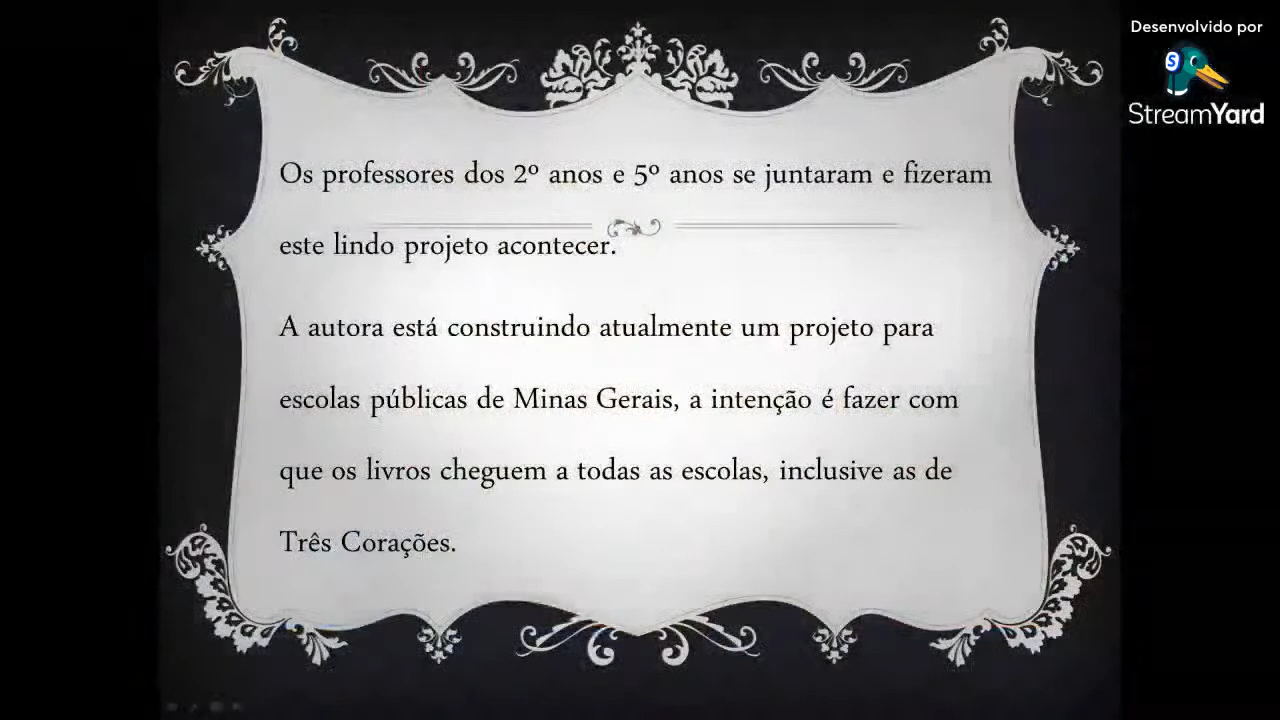 Desenvolvido por
StreamYard
Os professores dos 2º anos e 5º anos se juntaram e fizeram
este lindo projeto acontecer.
A autora está construindo atualmente um projeto para
escolas públicas de Minas Gerais, a intenção é fazer com
que os livros cheguem a todas as escolas, inclusive as de
Três Corações.